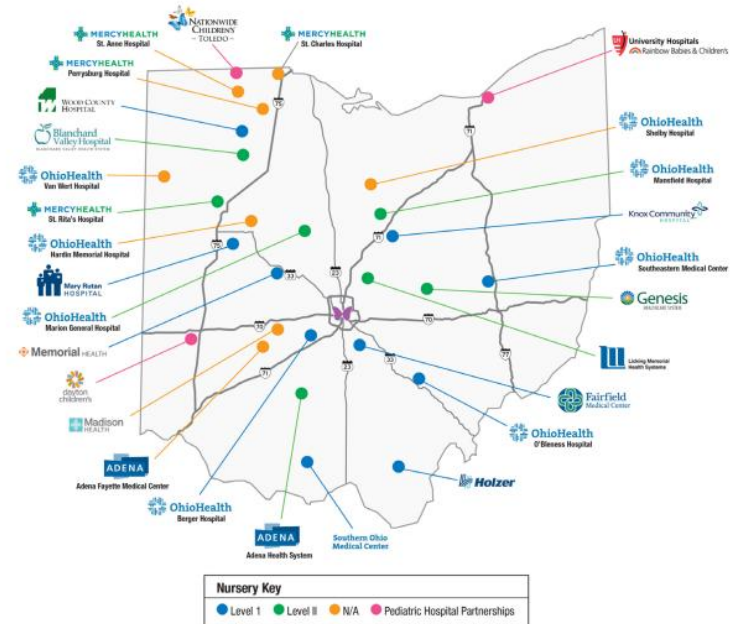 NATIONWIDE
CHILDREN'S
TOLEDO
MERCYHEALTH
St. Anne Hospital
MERCYHEALTH
St. Charles Hospital
MERCYHEALTH
Perrysburg Hospital
WOOD COUNTY
HOSPITAL
Blanchard
Valley Hospital
OhioHealth
Van Wert Hospital
MERCYHEALTH
St. Rita's Hospital
OhioHealth
Hardin Memorial Hospital
Mary Rutan
HOSPITAL
OhioHealth
Marion General Hospital
Memorial HEALTH
dayton
children's
Madison
HEALTH
ADENA
Adena Fayette Medical Center
OhioHealth
Berger Hospital
ADENA
Adena Health System
Southern Ohio
Medical Center
Holzer
OhioHealth
O'Bleness Hospital
Fairfield
Medical Center
Licking Memorial
Health Systems
Genesis
HEALTHCARE SYSTEM
OhioHealth
Southeastern Medical Center
Knox Community
HOSPITAL
OhioHealth
Mansfield Hospital
OhioHealth
Shelby Hospital
University Hospitals
Rainbow Babies & Children's
75
71
75
71
33
23
70
70
77
71
33
23
Nursery Key
Level 1
Level II
N/A
Pediatric Hospital Partnerships